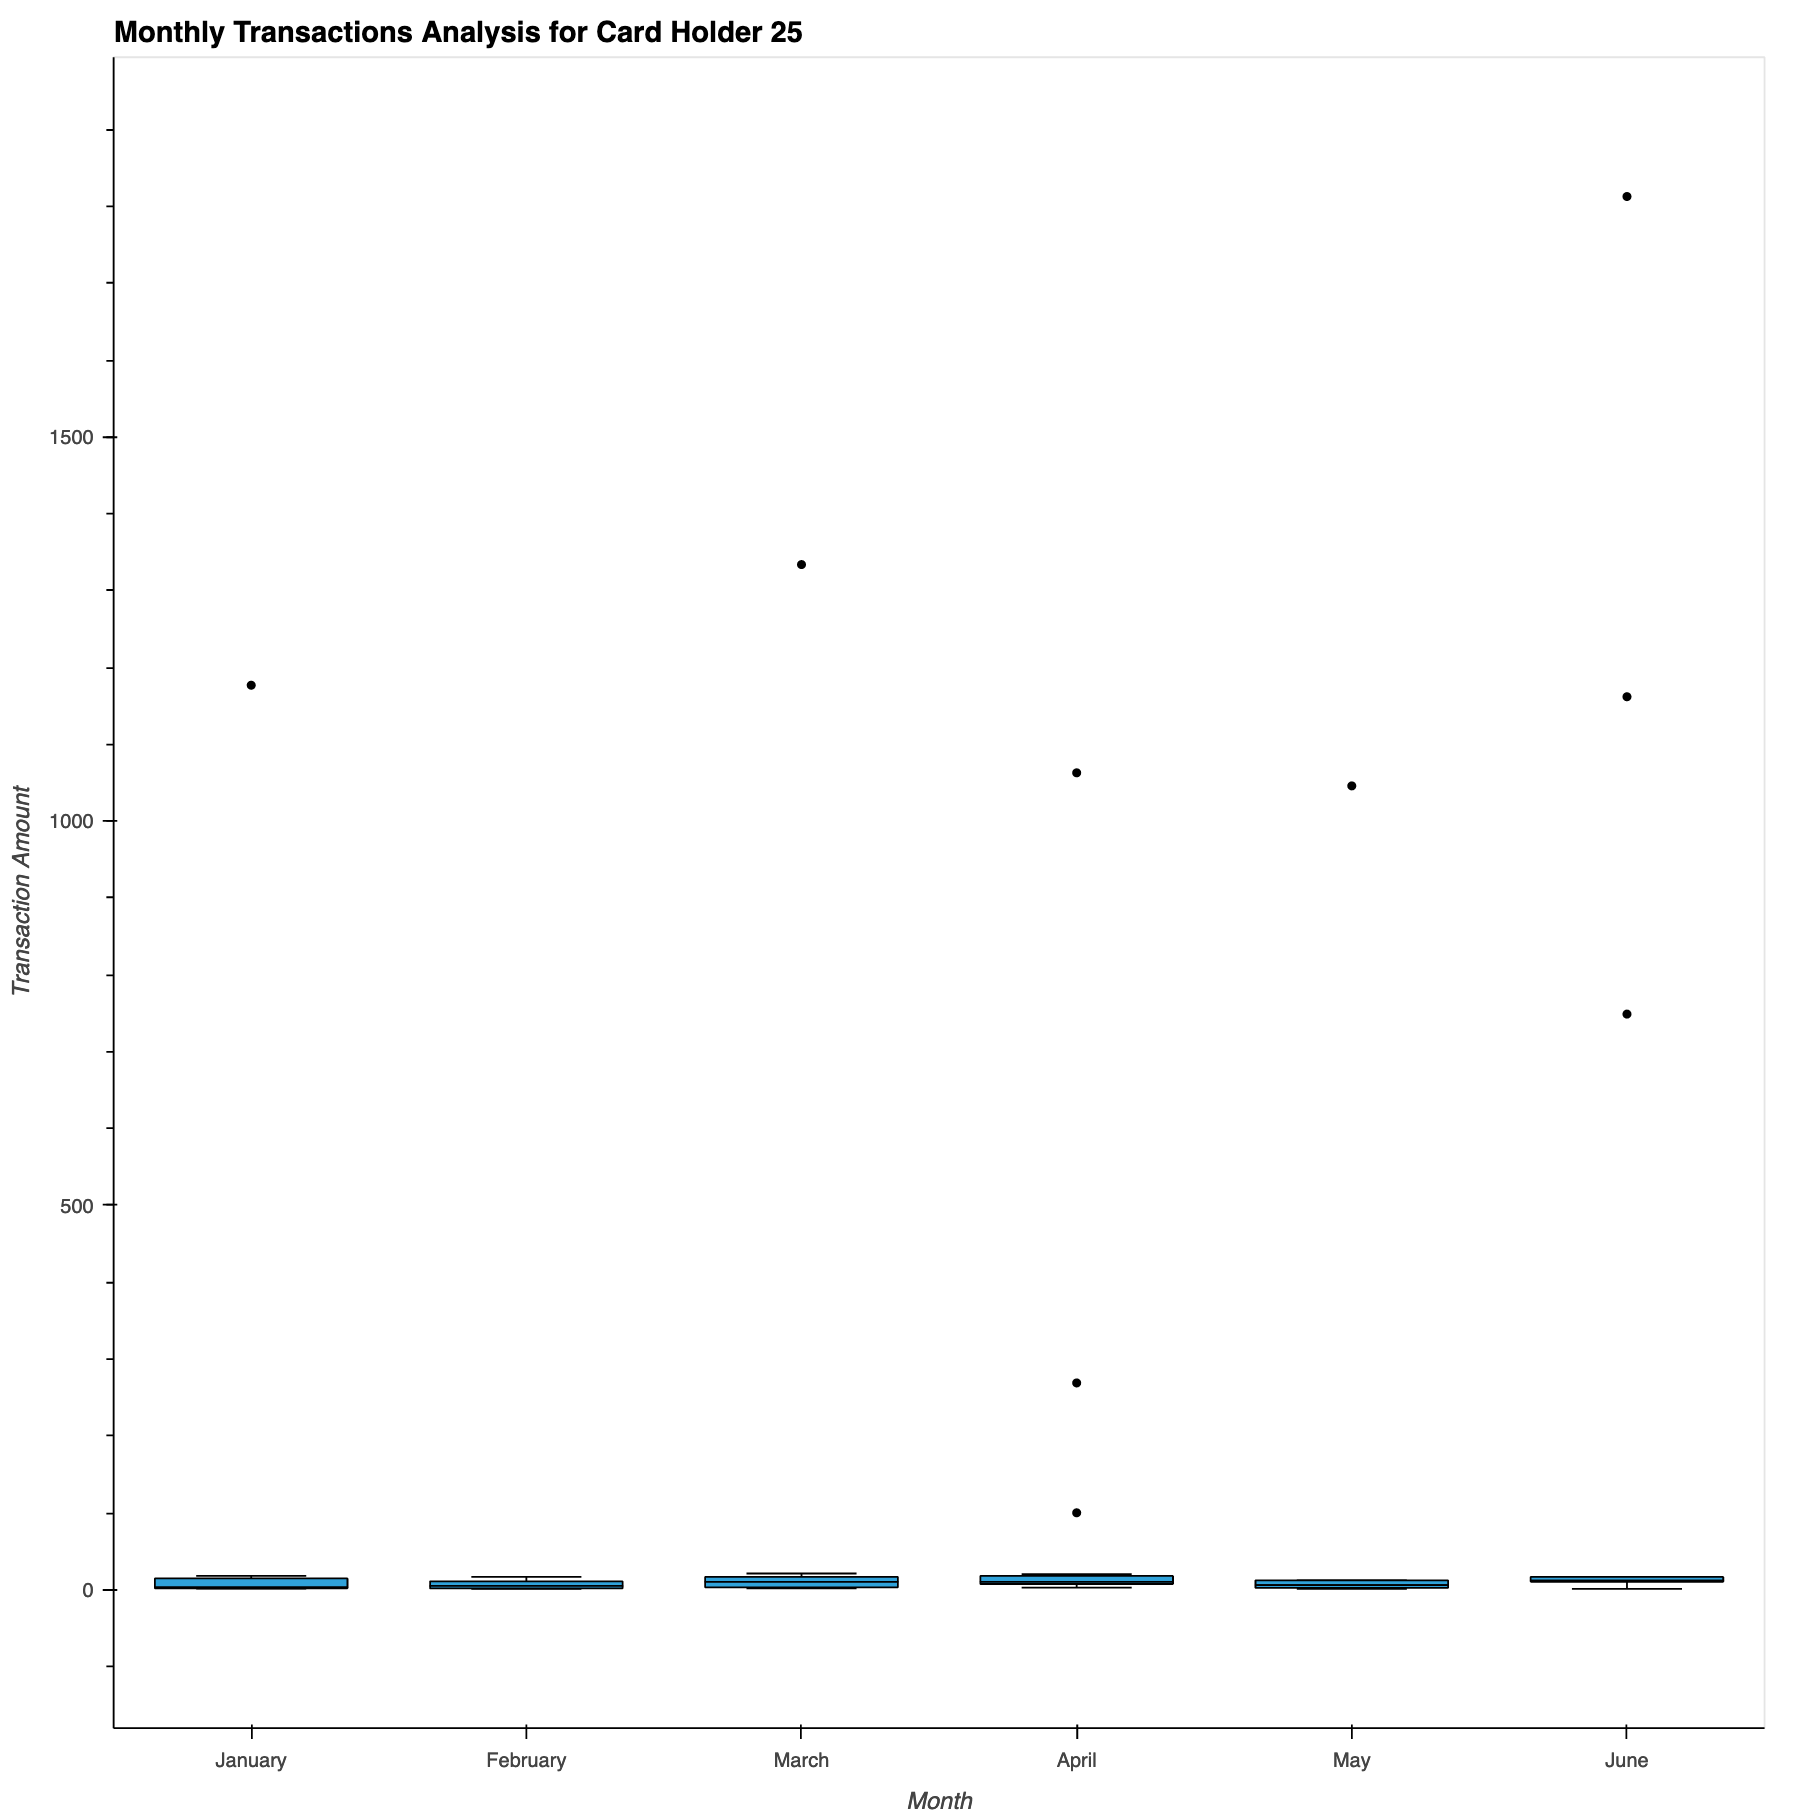 Monthly Transactions Analysis for Card Holder 25
Transaction Amount
1500
1000
500
0
January February March April May June
Month